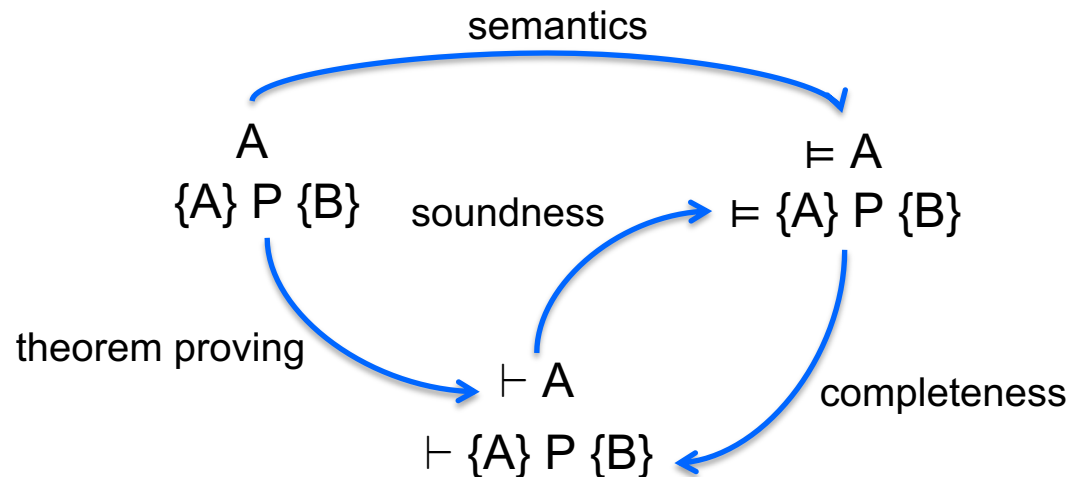 semantics
A
{A} P {B}
⊨ A
⊨ {A} P {B}
soundness
theorem proving
⊢ A
⊢ {A} P {B}
completeness